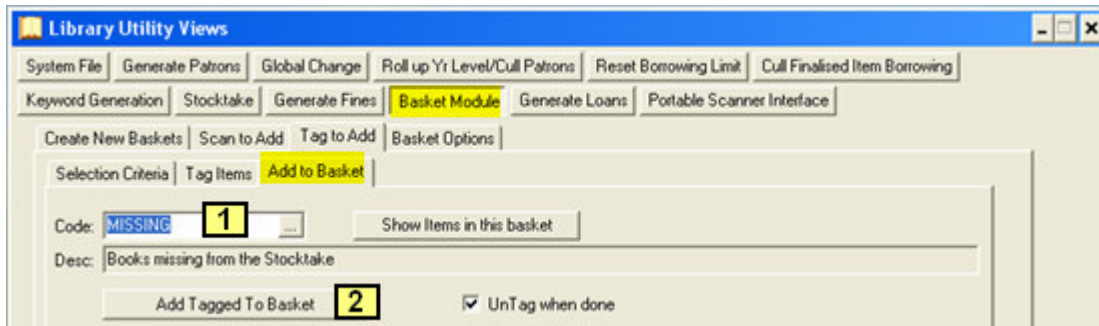 Library Utility Views
System File Generate Patrons Global Change Roll up Yr Level/Cull Patrons Reset Borrowing Limit Cull Finalised Item Borrowing
Keyword Generation Stocktake Generate Fines Basket Module Generate Loans Portable Scanner Interface
Create New Baskets Scan to Add Tag to Add Basket Options
Selection Criteria Tag Items Add to Basket
Code: MISSING 1 ... Show Items in this basket
Desc: Books missing from the Stocktake
Add Tagged To Basket 2 UnTag when done